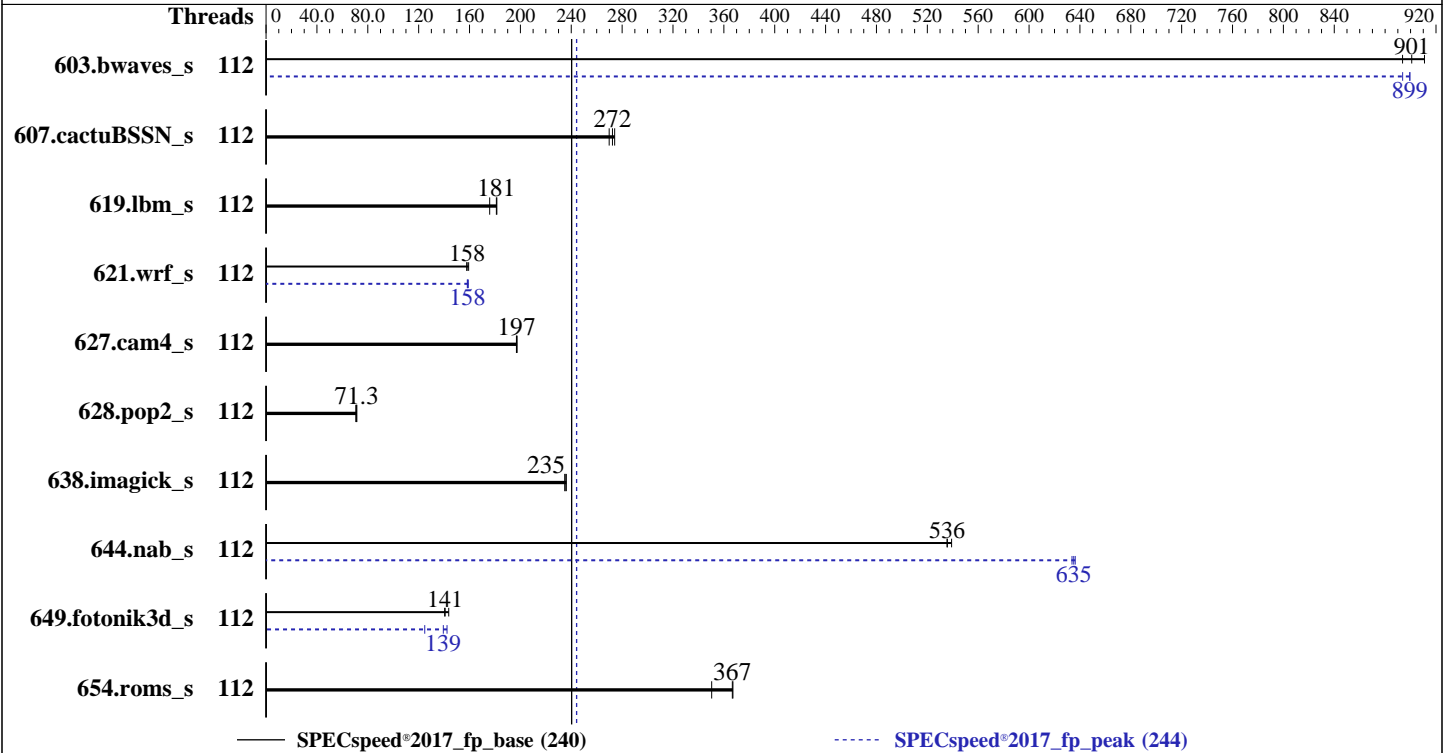 Threads 0 40.0 80.0 120 160 200 240 280 320 360 400 440 480 520 560 600 640 680 720 760 800 840 920
901
603.bwaves_s 112
899
272
607.cactuBSSN_s 112
181
619.lbm_s 112
158
621.wrf_s 112
158
197
627.cam4_s 112
71.3
628.pop2_s 112
235
638.imagick_s 112
536
644.nab_s 112
635
141
649.fotonik3d_s 112
139
367
654.roms_s 112
SPECspeed®2017_fp_base (240) SPECspeed®2017_fp_peak (244)